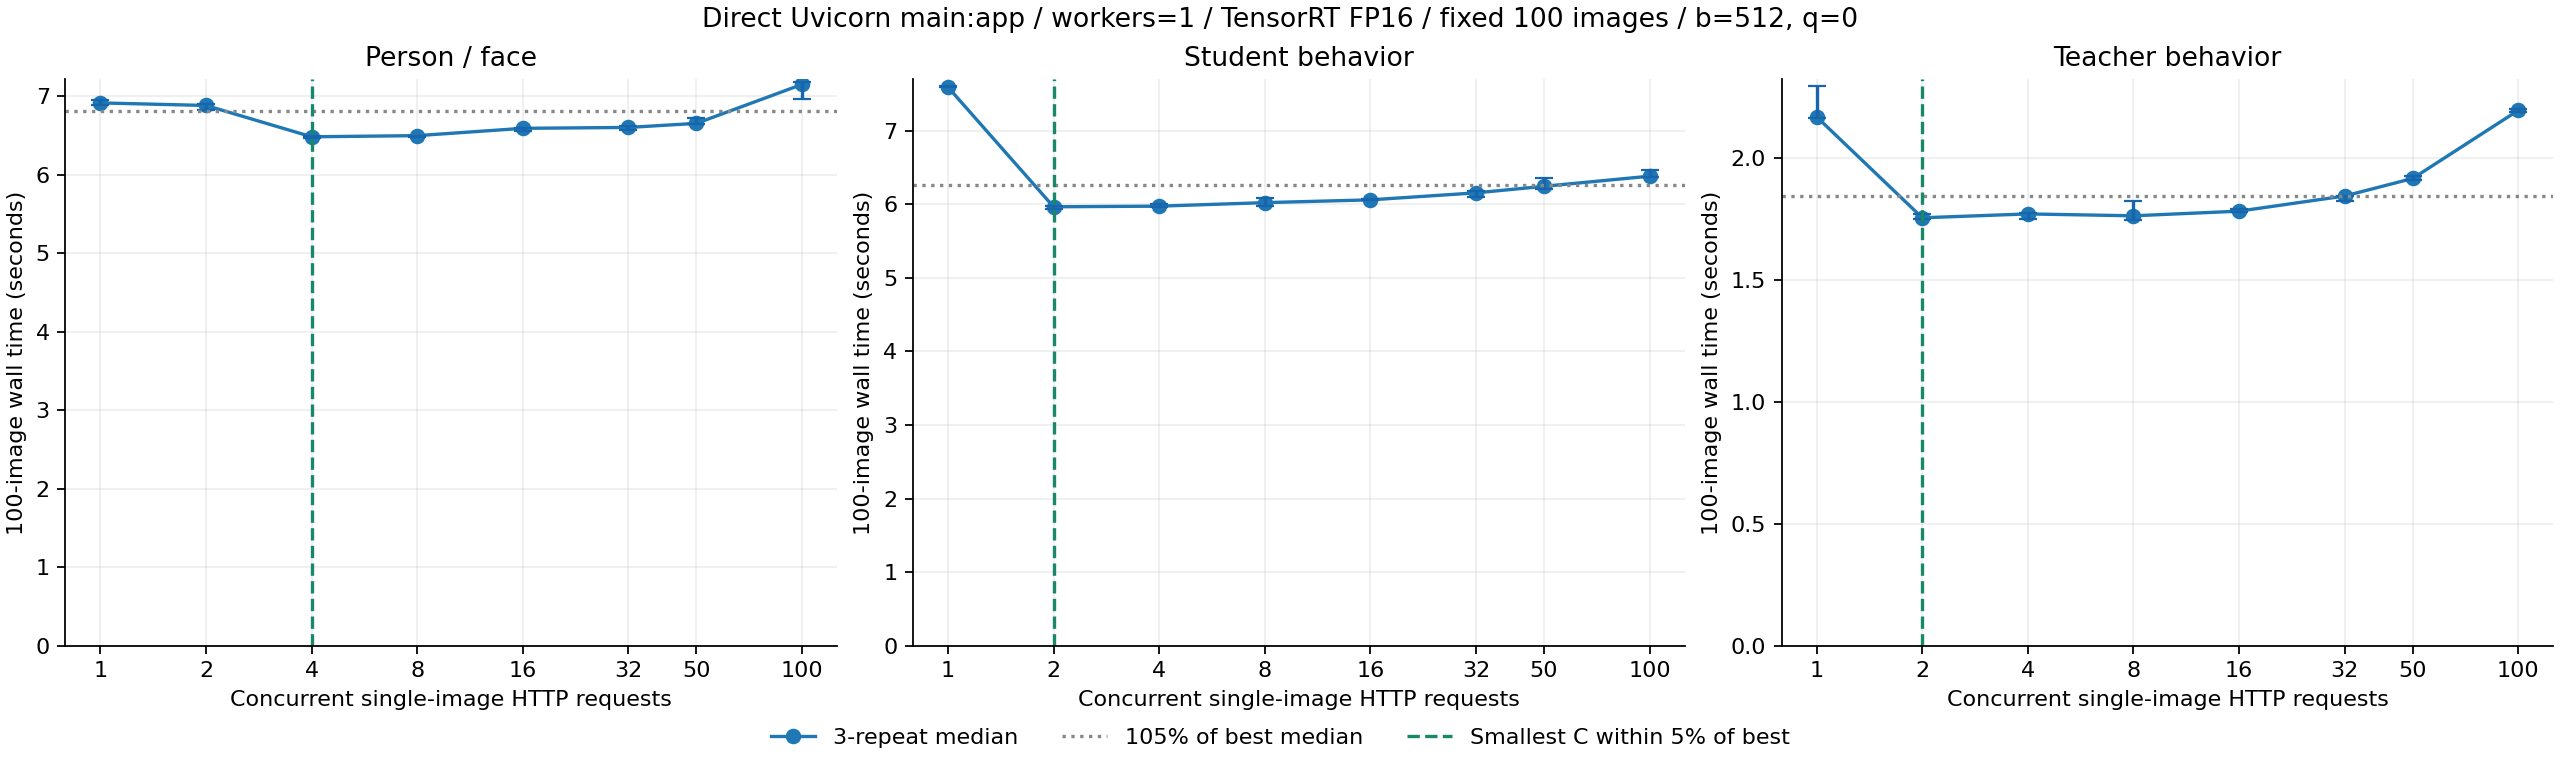 Direct Uvicorn main:app / workers=1 / TensorRT FP16 / fixed 100 images / b=512, q=0
Person / face
100-image wall time (seconds)
7
6
5
4
3
2
1
0
1 2 4 8 16 32 50 100
Concurrent single-image HTTP requests
Student behavior
100-image wall time (seconds)
7
6
5
4
3
2
1
0
1 2 4 8 16 32 50 100
Concurrent single-image HTTP requests
Teacher behavior
100-image wall time (seconds)
2.0
1.5
1.0
0.5
0.0
1 2 4 8 16 32 50 100
Concurrent single-image HTTP requests
3-repeat median 105% of best median Smallest C within 5% of best